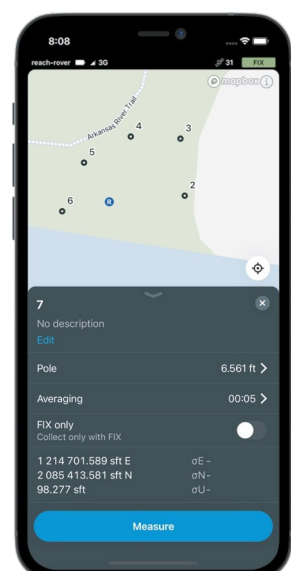 8:08
reach-rover 3G 31 FIX
mapbox
Arkansas River Trail
4
3
5
2
6
R
7
No description
Edit
Pole 6.561 ft
Averaging 00:05
FIX only
Collect only with FIX
1 214 701.589 sft E σE -
2 085 413.581 sft N σN-
98.277 sft σU-
Measure